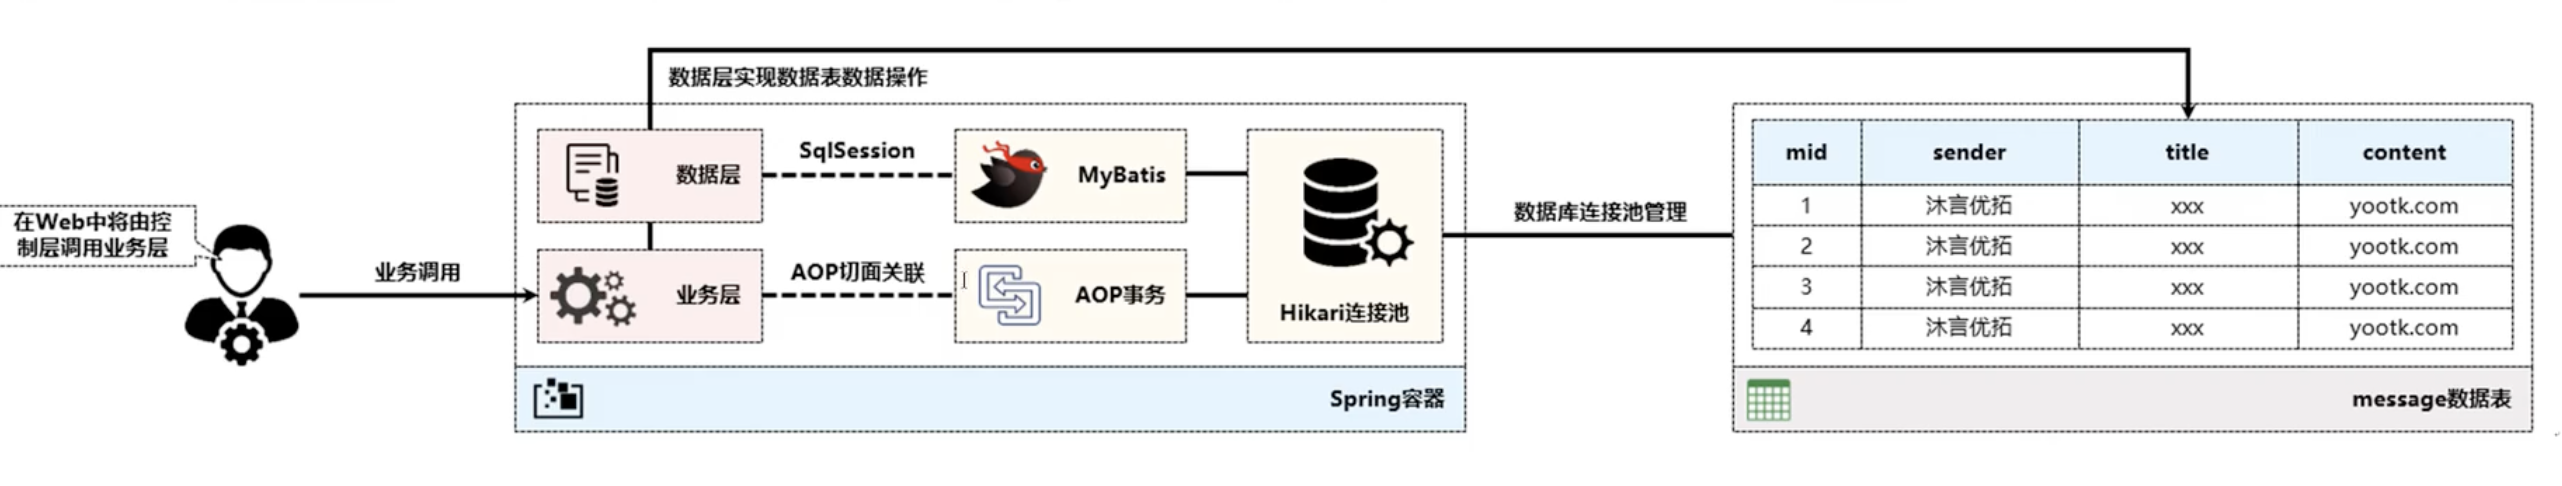 数据层实现数据表数据操作
在Web中将由控
制层调用业务层
业务调用
数据层
SqlSession
MyBatis
业务层
AOP切面关联
AOP事务
Hikari连接池
Spring容器
数据库连接池管理
mid sender title content
1 沐言优拓 xxx yootk.com
2 沐言优拓 xxx yootk.com
3 沐言优拓 xxx yootk.com
4 沐言优拓 xxx yootk.com
message数据表